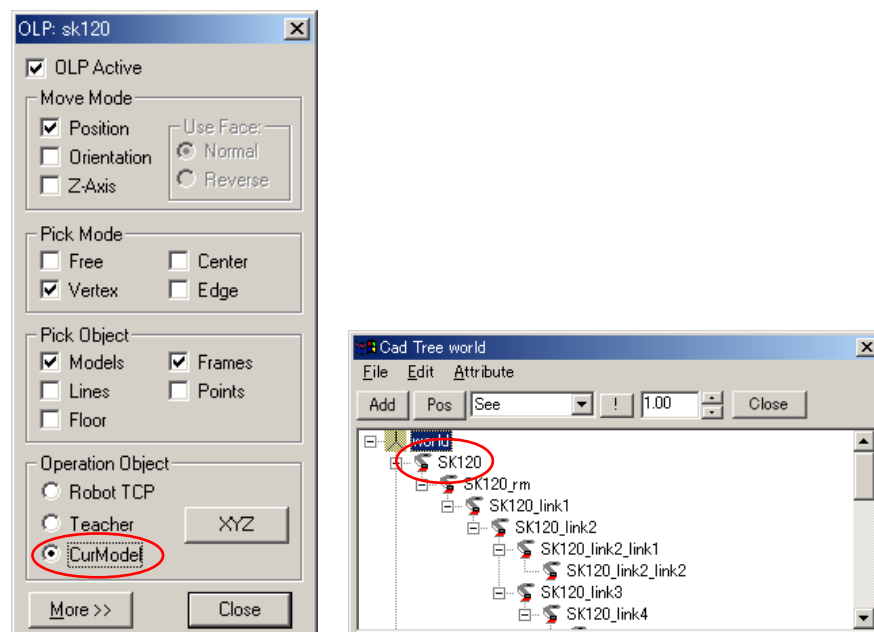 OLP: sk120
OLP Active
Move Mode
Position
Orientation
Z-Axis
Use Face:
Normal
Reverse
Pick Mode
Free Center
Vertex Edge
Pick Object
Models Frames
Lines Points
Floor
Operation Object
Robot TCP
Teacher
CurModel
XYZ
More >> Close
Cad Tree world
File Edit Attribute
Add Pos See ! 1.00 Close
world
SK120
SK120_rm
SK120_link1
SK120_link2
SK120_link2_link1
SK120_link2_link2
SK120_link3
SK120_link4